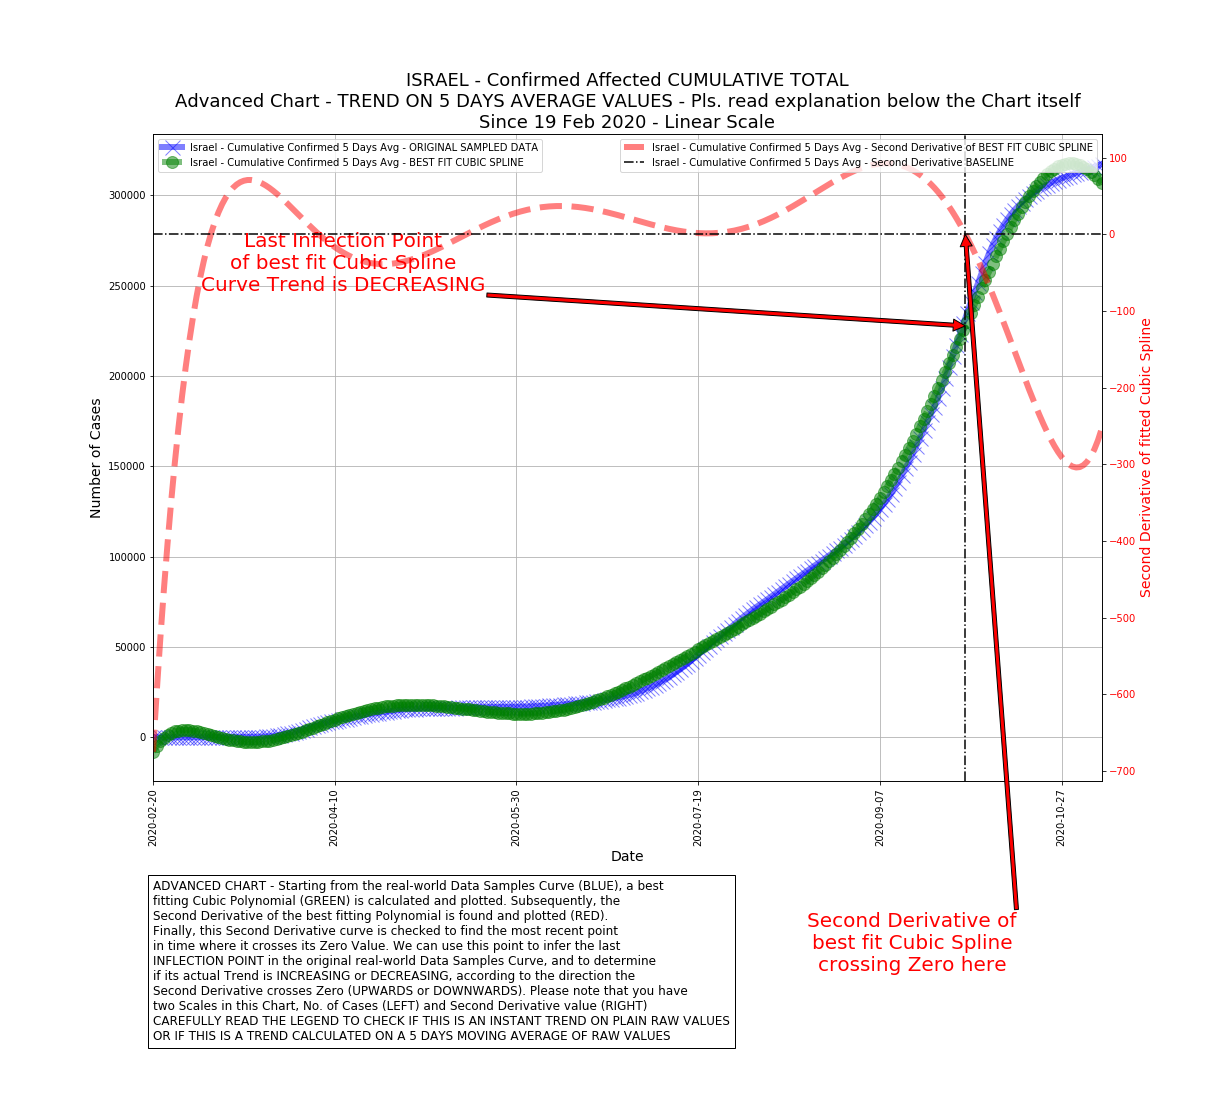 ISRAEL - Confirmed Affected CUMULATIVE TOTAL
Advanced Chart - TREND ON 5 DAYS AVERAGE VALUES - Pls. read explanation below the Chart itself
Since 19 Feb 2020 - Linear Scale
Israel - Cumulative Confirmed 5 Days Avg - ORIGINAL SAMPLED DATA
Israel - Cumulative Confirmed 5 Days Avg - BEST FIT CUBIC SPLINE
Israel - Cumulative Confirmed 5 Days Avg - Second Derivative of BEST FIT CUBIC SPLINE
Israel - Cumulative Confirmed 5 Days Avg - Second Derivative BASELINE
Number of Cases
300000
250000
200000
150000
100000
50000
0
Last Inflection Point
of best fit Cubic Spline
Curve Trend is DECREASING
100
0
−100
−200
−300
−400
−500
−600
−700
Second Derivative of fitted Cubic Spline
2020-02-20
2020-04-10
2020-05-30
2020-07-19
2020-09-07
2020-10-27
Date
ADVANCED CHART - Starting from the real-world Data Samples Curve (BLUE), a best
fitting Cubic Polynomial (GREEN) is calculated and plotted. Subsequently, the
Second Derivative of the best fitting Polynomial is found and plotted (RED).
Finally, this Second Derivative curve is checked to find the most recent point
in time where it crosses its Zero Value. We can use this point to infer the last
INFLECTION POINT in the original real-world Data Samples Curve, and to determine
if its actual Trend is INCREASING or DECREASING, according to the direction the
Second Derivative crosses Zero (UPWARDS or DOWNWARDS). Please note that you have
two Scales in this Chart, No. of Cases (LEFT) and Second Derivative value (RIGHT)
CAREFULLY READ THE LEGEND TO CHECK IF THIS IS AN INSTANT TREND ON PLAIN RAW VALUES
OR IF THIS IS A TREND CALCULATED ON A 5 DAYS MOVING AVERAGE OF RAW VALUES
Second Derivative of
best fit Cubic Spline
crossing Zero here